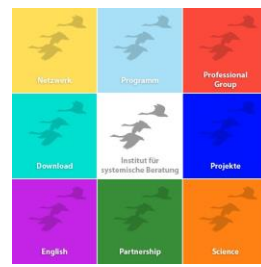 Netzwerk
Programm
Professional
Group
Download
Institut für
systemische Beratung
Projekte
English
Partnership
Science